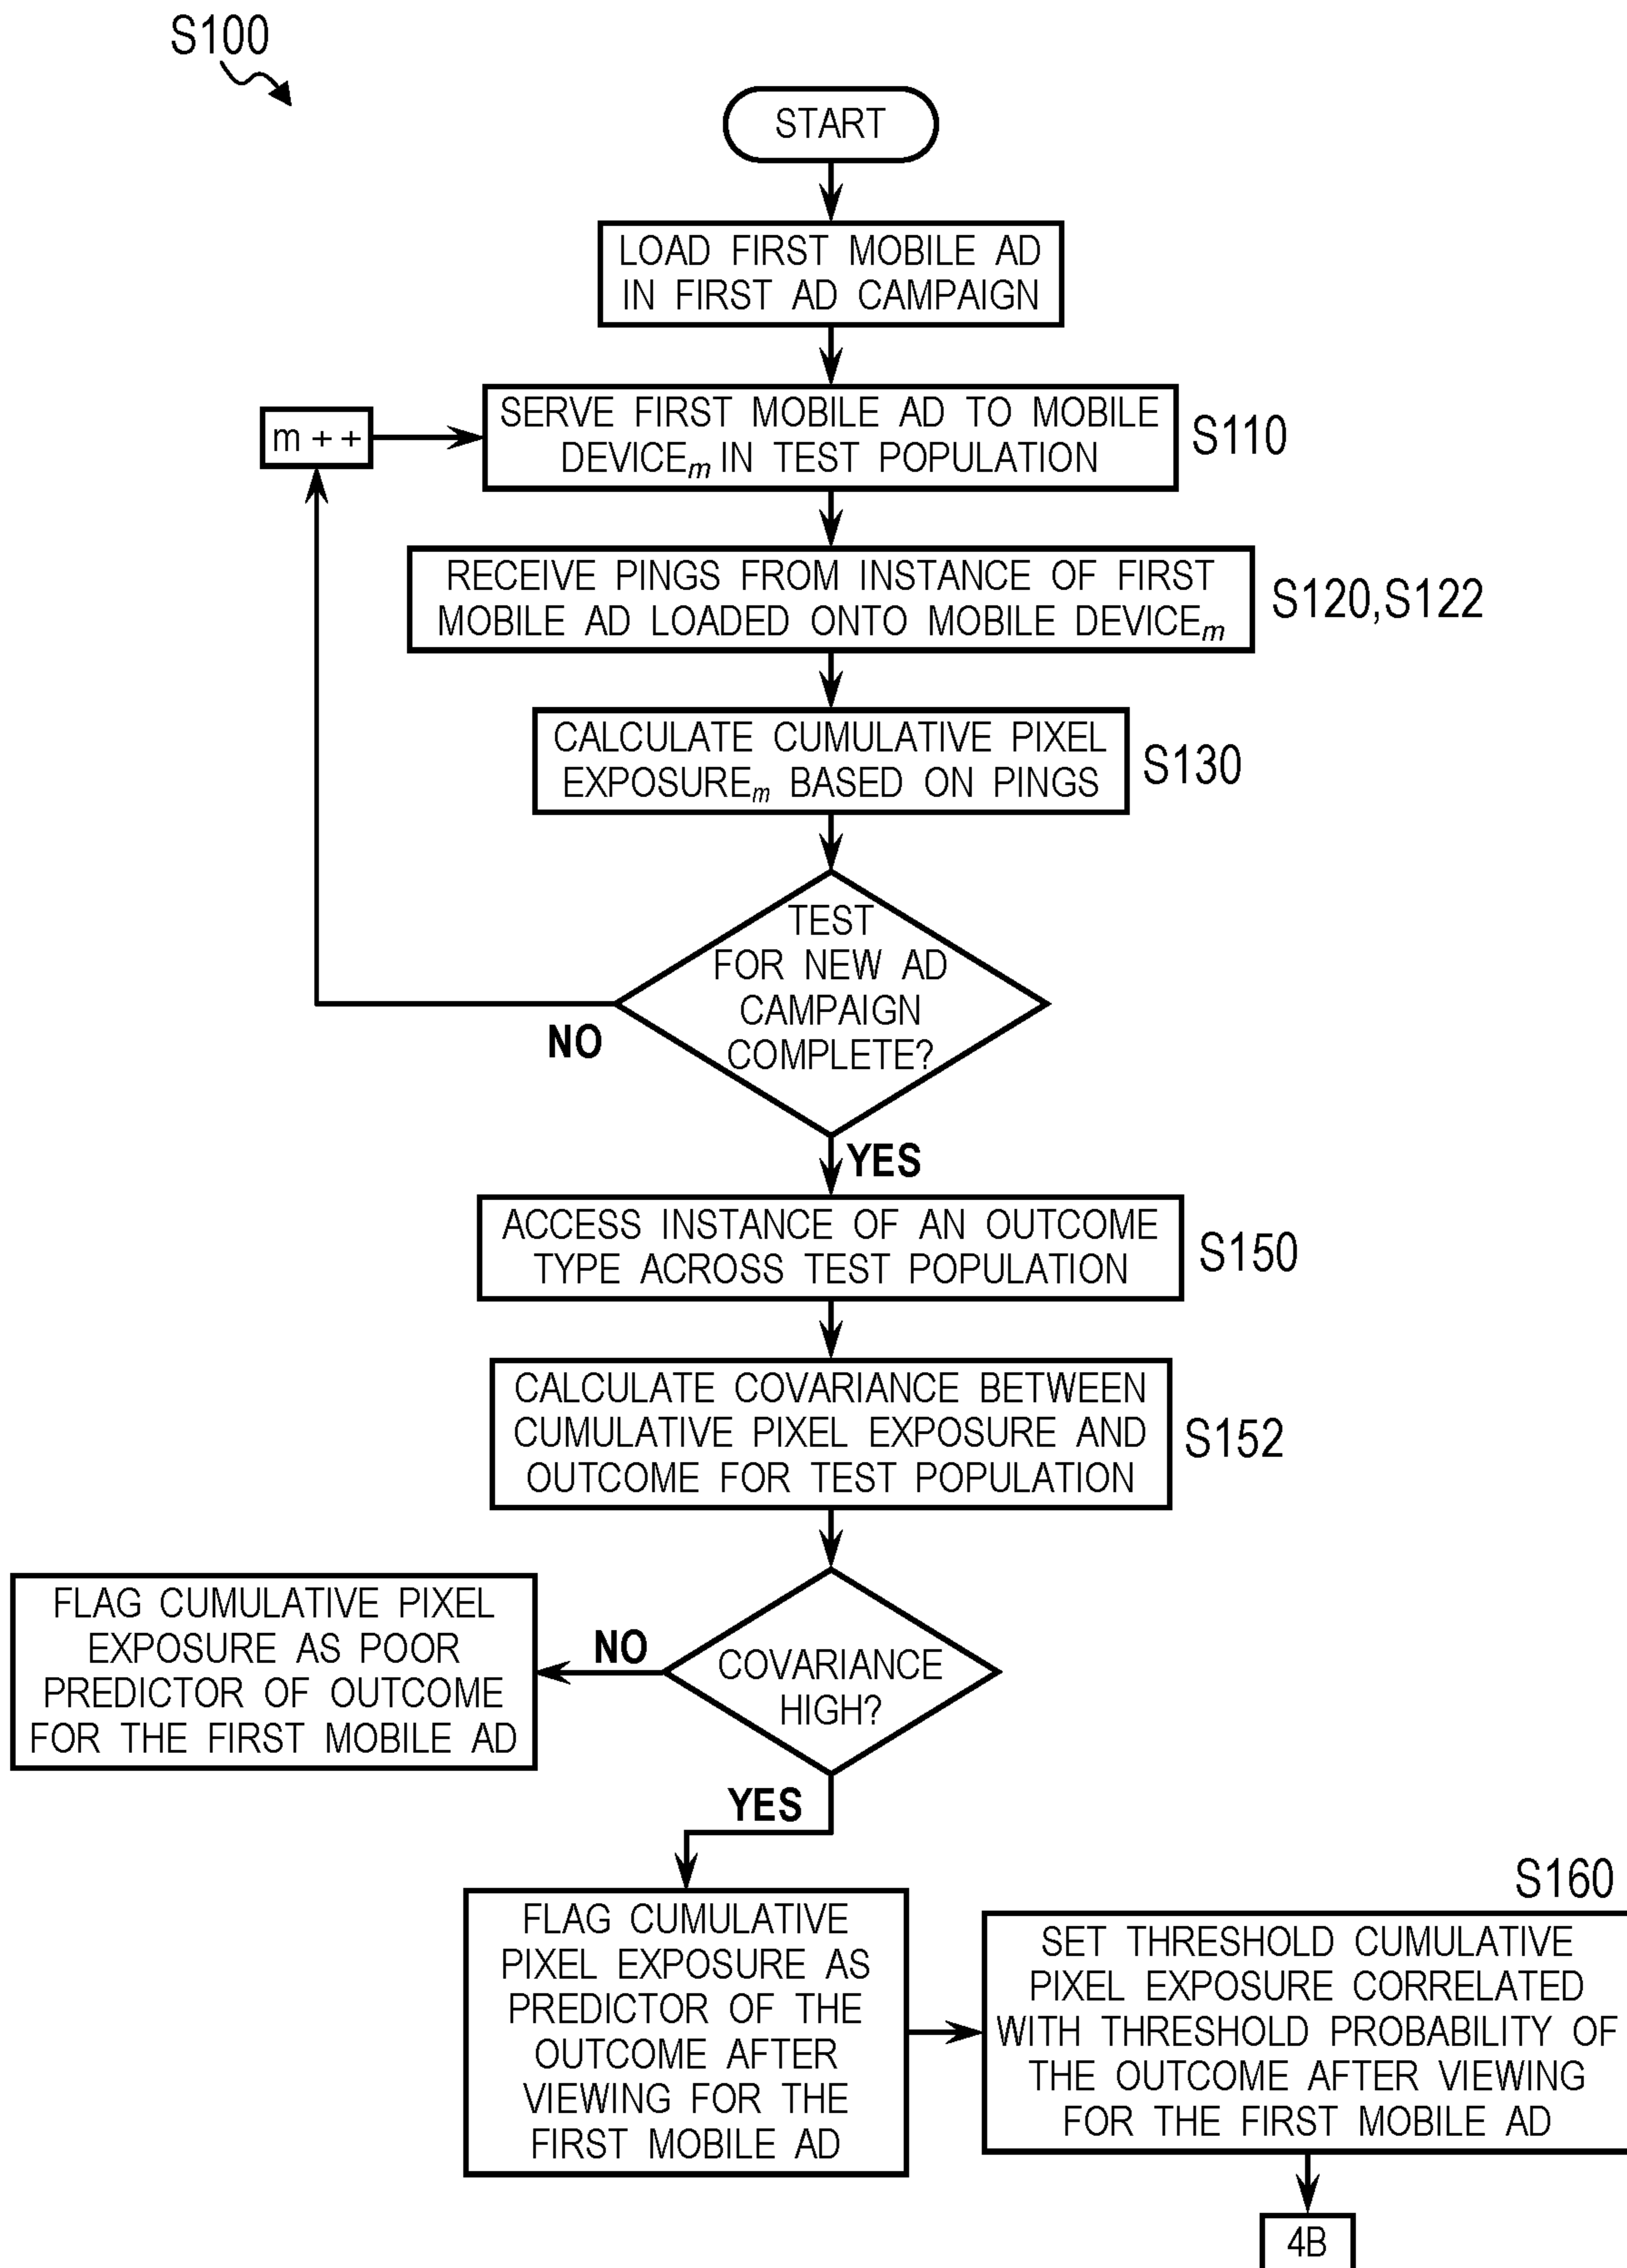 S100
START
LOAD FIRST MOBILE AD
IN FIRST AD CAMPAIGN
m + +
SERVE FIRST MOBILE AD TO MOBILE
DEVICEm IN TEST POPULATION
S110
RECEIVE PINGS FROM INSTANCE OF FIRST
MOBILE AD LOADED ONTO MOBILE DEVICEm
S120,S122
CALCULATE CUMULATIVE PIXEL
EXPOSUREm BASED ON PINGS
S130
TEST
FOR NEW AD
CAMPAIGN
COMPLETE?
NO
YES
ACCESS INSTANCE OF AN OUTCOME
TYPE ACROSS TEST POPULATION
S150
CALCULATE COVARIANCE BETWEEN
CUMULATIVE PIXEL EXPOSURE AND
OUTCOME FOR TEST POPULATION
S152
COVARIANCE
HIGH?
NO
FLAG CUMULATIVE PIXEL
EXPOSURE AS POOR
PREDICTOR OF OUTCOME
FOR THE FIRST MOBILE AD
YES
FLAG CUMULATIVE
PIXEL EXPOSURE AS
PREDICTOR OF THE
OUTCOME AFTER
VIEWING FOR THE
FIRST MOBILE AD
S160
SET THRESHOLD CUMULATIVE
PIXEL EXPOSURE CORRELATED
WITH THRESHOLD PROBABILITY OF
THE OUTCOME AFTER VIEWING
FOR THE FIRST MOBILE AD
4B